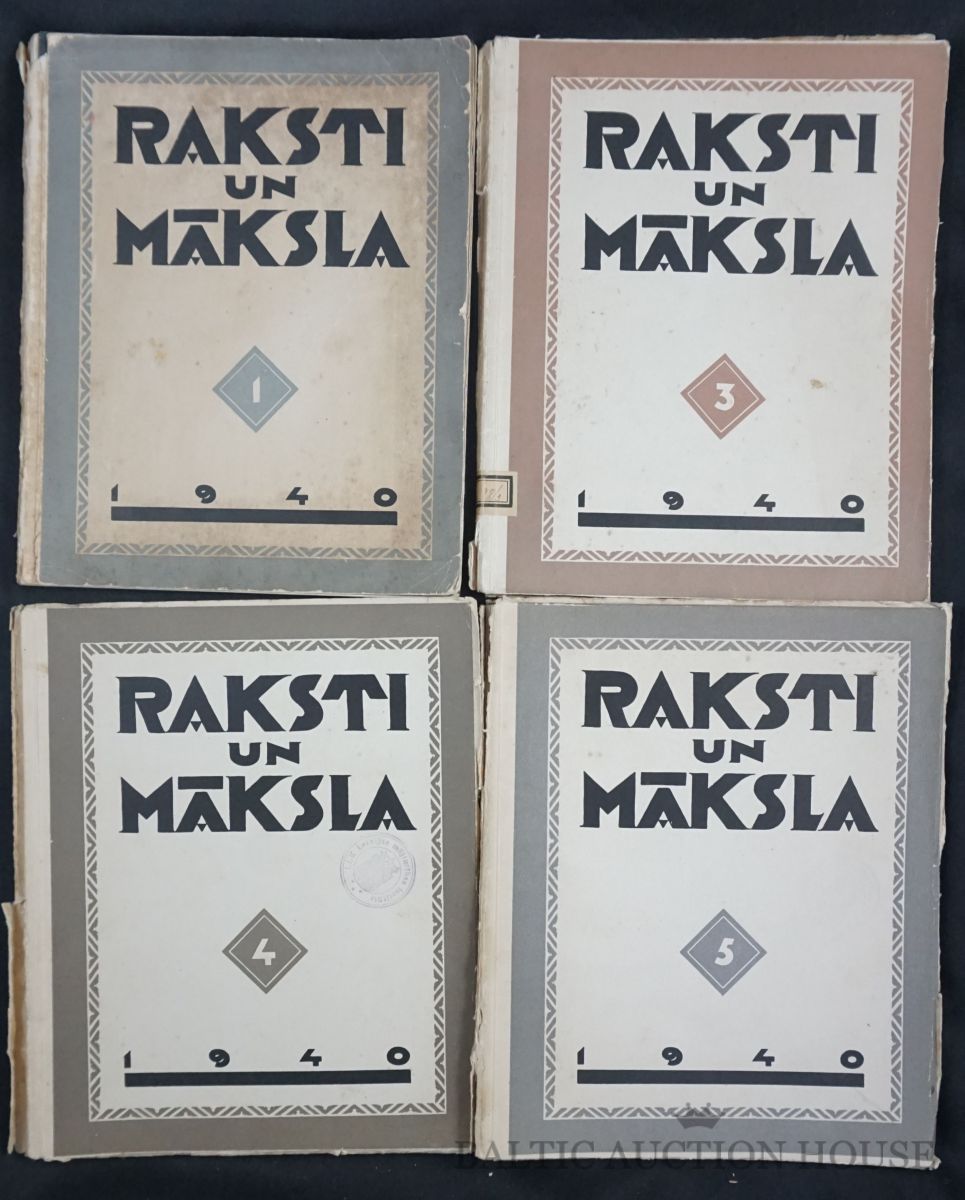 RAKSTI
UN
MĀKSLA
1
1940
RAKSTI
UN
MĀKSLA
3
1940
RAKSTI
UN
MĀKSLA
4
1940
RAKSTI
UN
MĀKSLA
5
1940
BALTIC AUCTION HOUSE